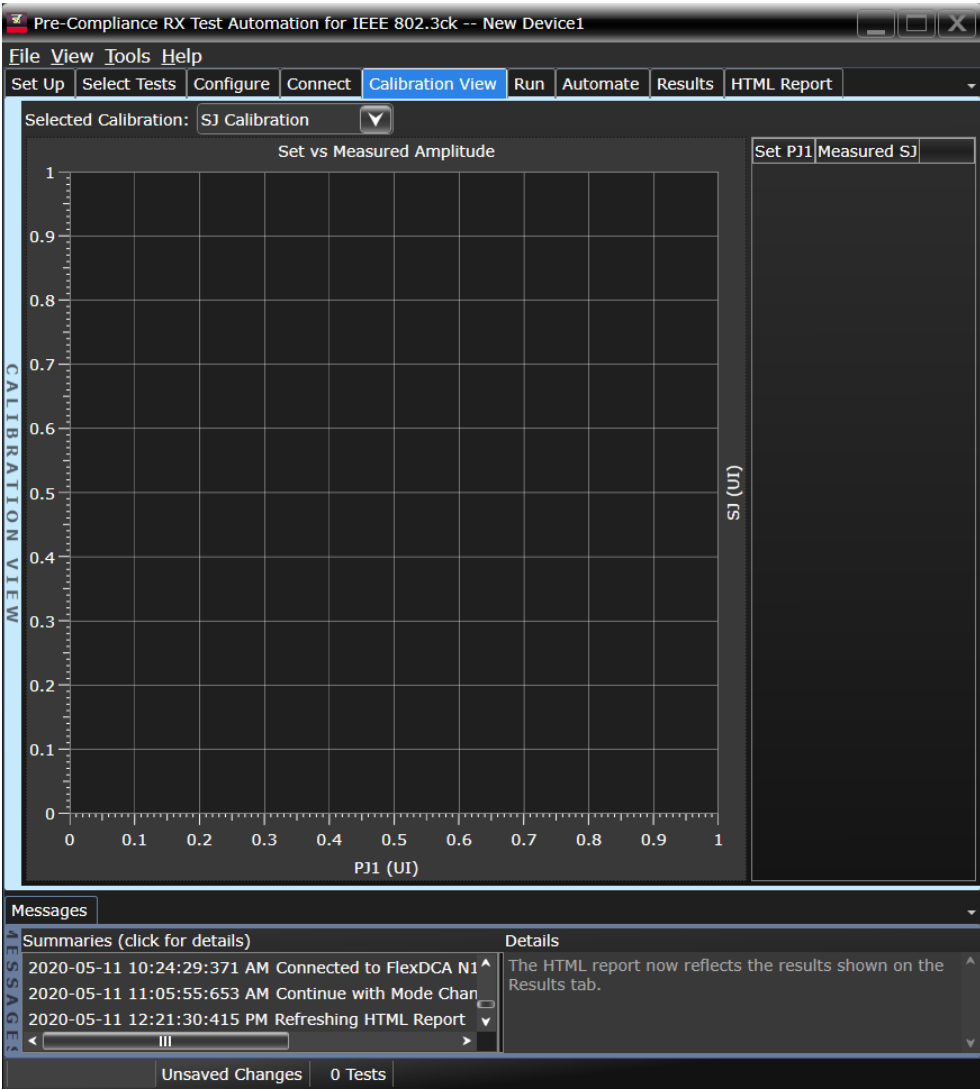 Pre-Compliance RX Test Automation for IEEE 802.3ck -- New Device1
File View Tools Help
Set Up Select Tests Configure Connect Calibration View Run Automate Results HTML Report
Selected Calibration: SJ Calibration
Set vs Measured Amplitude
Set PJ1 Measured SJ
1
0.9
0.8
0.7
0.6
0.5
0.4
0.3
0.2
0.1
0
CALIBRATION VIEW
SJ (UI)
0 0.1 0.2 0.3 0.4 0.5 0.6 0.7 0.8 0.9 1
PJ1 (UI)
Messages
MESSAGES
Summaries (click for details)
2020-05-11 10:24:29:371 AM Connected to FlexDCA N1
2020-05-11 11:05:55:653 AM Continue with Mode Chan
2020-05-11 12:21:30:415 PM Refreshing HTML Report
Details
The HTML report now reflects the results shown on the
Results tab.
Unsaved Changes 0 Tests